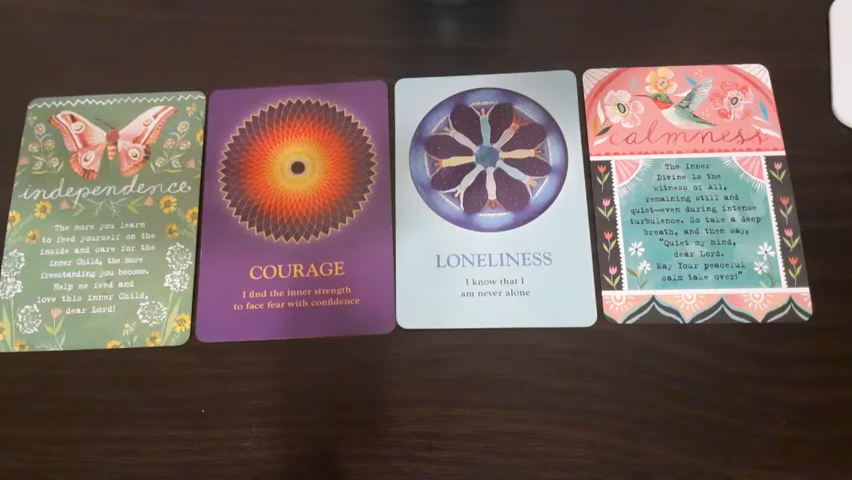 independence
The more you learn
to feed yourself on the
inside and care for the
inner Child, the more
freestanding you become.
Help me feed and
love this inner Child,
dear Lord!
COURAGE
I find the inner strength
to face fear with confidence
LONELINESS
I know that I
am never alone
calmness
The Inner
Divine is the
witness of All,
remaining still and
quiet—even during intense
turbulence. So take a deep
breath, and then say,
"Quiet my mind,
dear Lord.
May Your peaceful
calm take over!"